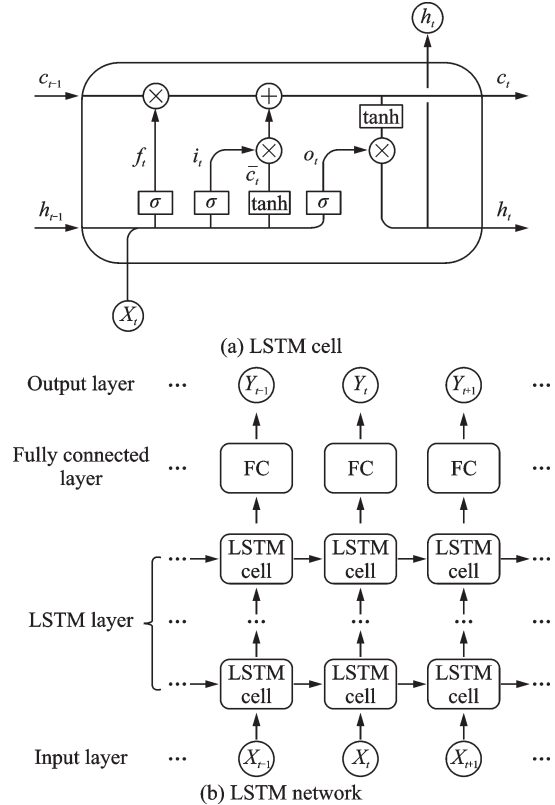 h_t
c_{t-1} c_t
tanh
f_t i_t c̄_t o_t
σ σ tanh σ
h_{t-1} h_t
X_t
(a) LSTM cell
Output layer ... Y_{t-1} Y_t Y_{t+1} ...
Fully connected
layer
... FC FC FC ...
... LSTM cell LSTM cell LSTM cell ...
LSTM layer ... ... ... ... ...
... LSTM cell LSTM cell LSTM cell ...
Input layer ... X_{t-1} X_t X_{t+1} ...
(b) LSTM network